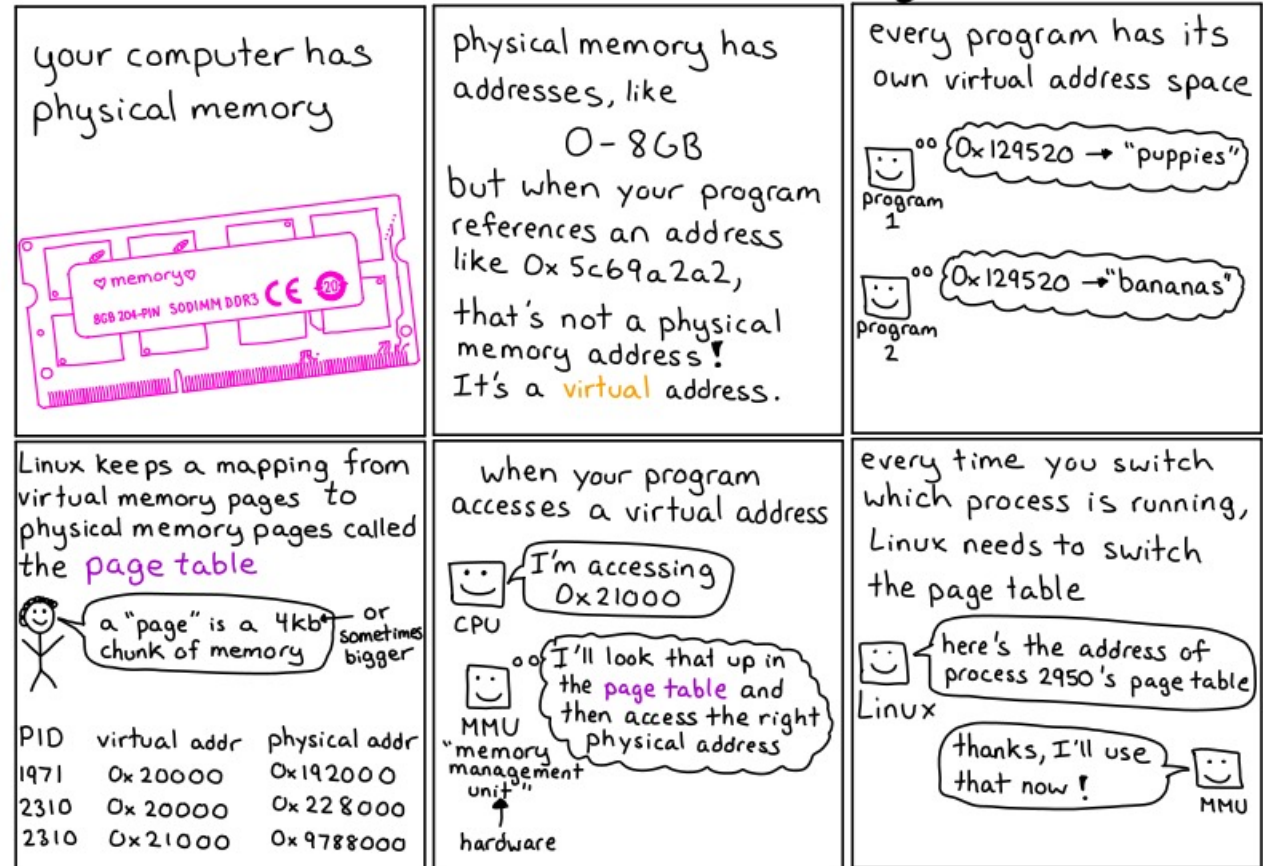 your computer has
physical memory
♡memory♡
8GB 204-PIN SODIMM DDR3 CE 20
physical memory has
addresses, like
0-8GB
but when your program
references an address
like 0x5c69a2a2,
that's not a physical
memory address!
It's a virtual address.
every program has its
own virtual address space
0x129520 → "puppies"
program
1
0x129520 → "bananas"
program
2
Linux keeps a mapping from
virtual memory pages to
physical memory pages called
the page table
a "page" is a 4kb
chunk of memory
or
sometimes
bigger
PID virtual addr physical addr
1971 0x20000 0x192000
2310 0x20000 0x228000
2310 0x21000 0x9788000
when your program
accesses a virtual address
I'm accessing
0x21000
CPU
I'll look that up in
the page table and
then access the right
physical address
MMU
"memory
management
unit"
hardware
every time you switch
which process is running,
Linux needs to switch
the page table
here's the address of
process 2950's page table
Linux
thanks, I'll use
that now!
MMU